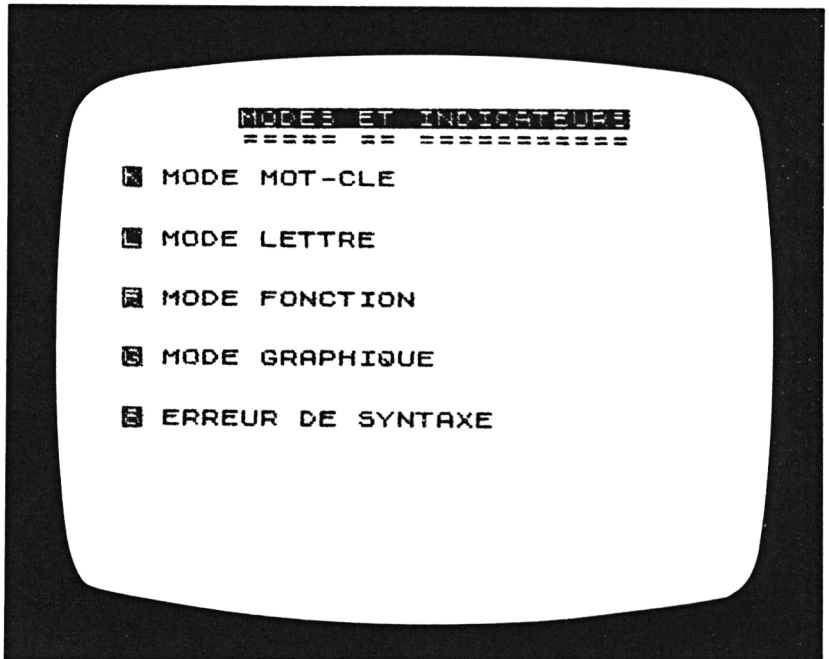 MODES ET INDICATEURS
===== == ===========
K MODE MOT-CLE
L MODE LETTRE
F MODE FONCTION
G MODE GRAPHIQUE
S ERREUR DE SYNTAXE